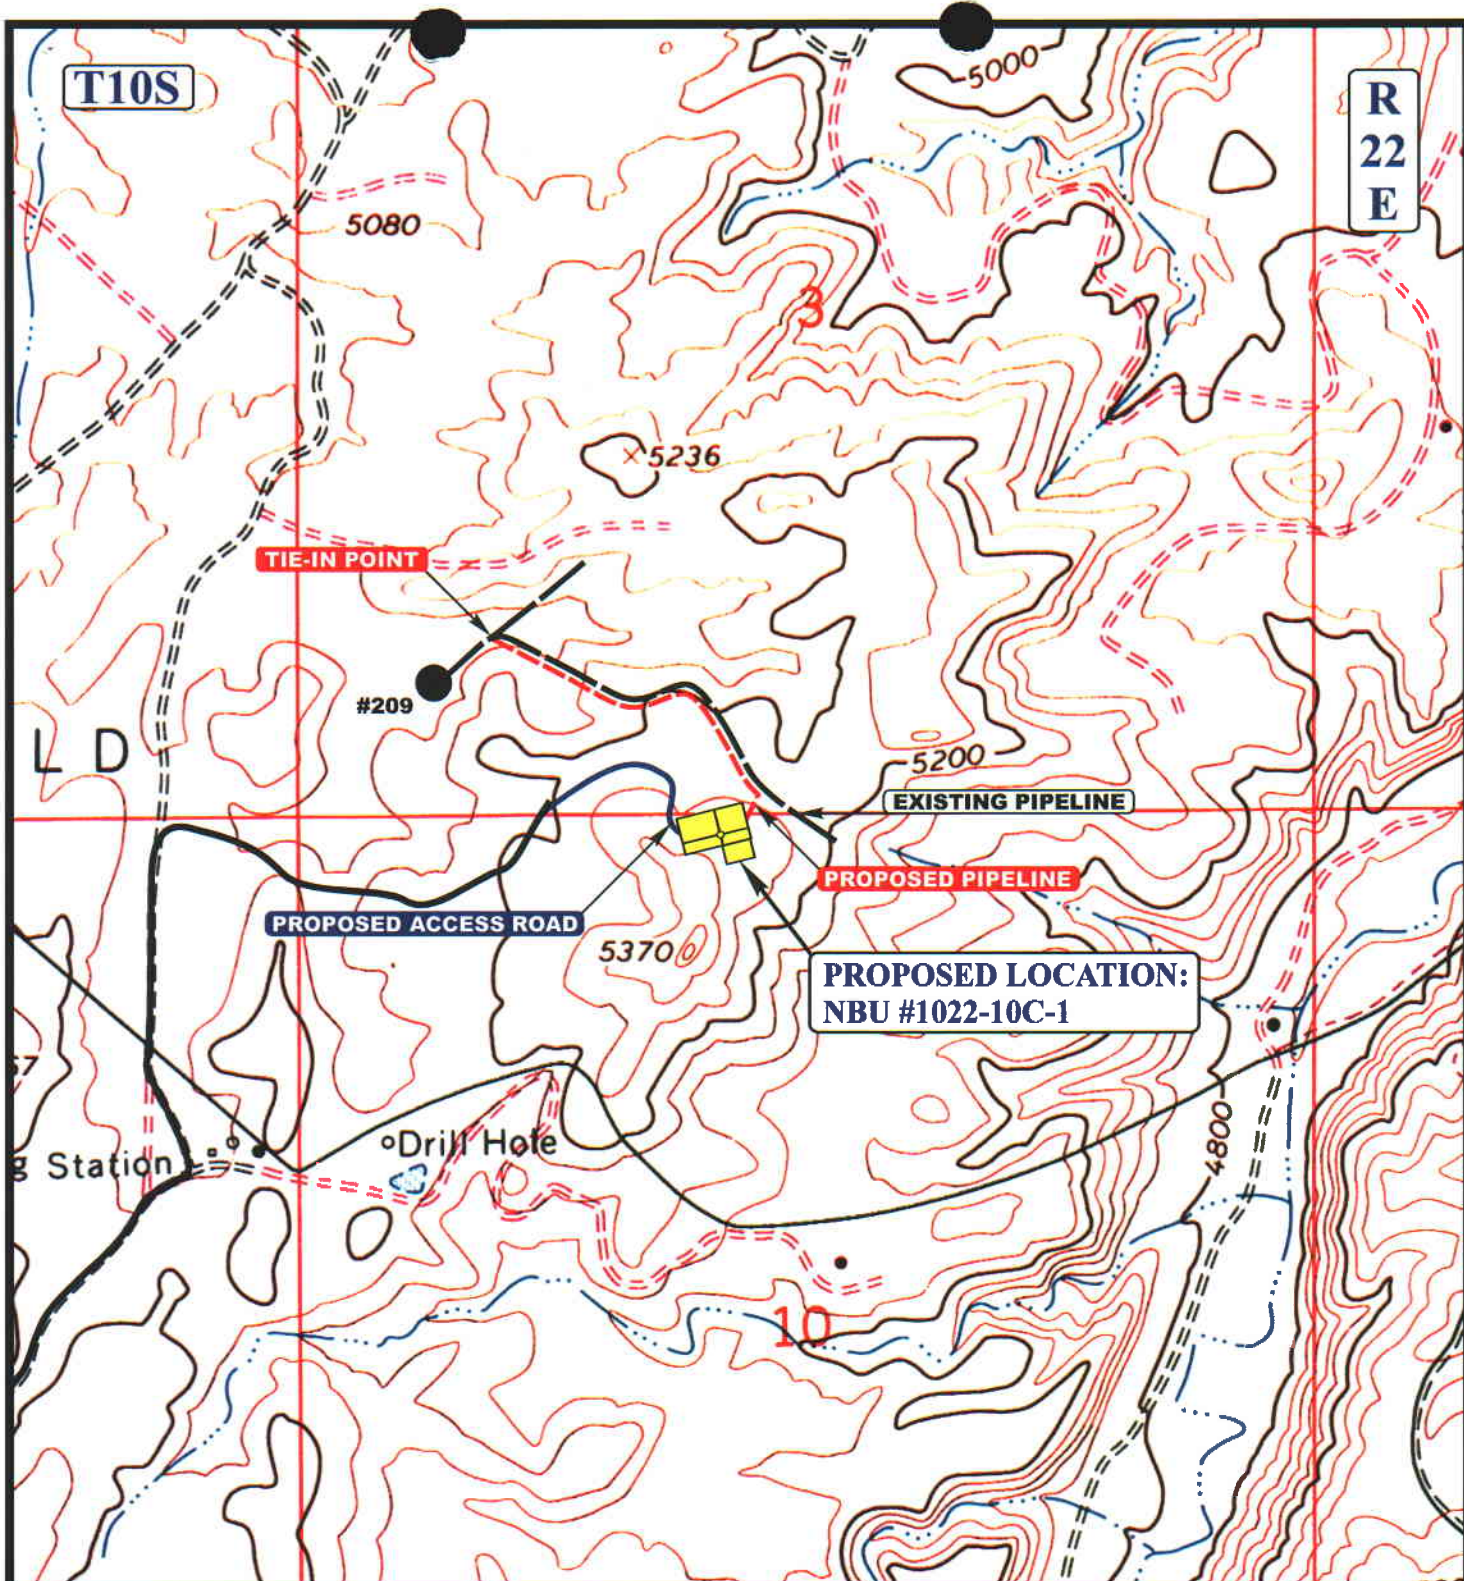 T10S
R
22
E
5000
5080
3
5236
TIE-IN POINT
#209
L D
5200
EXISTING PIPELINE
PROPOSED PIPELINE
PROPOSED ACCESS ROAD
5370
PROPOSED LOCATION:
NBU #1022-10C-1
4800
Drill Hole
g Station
10